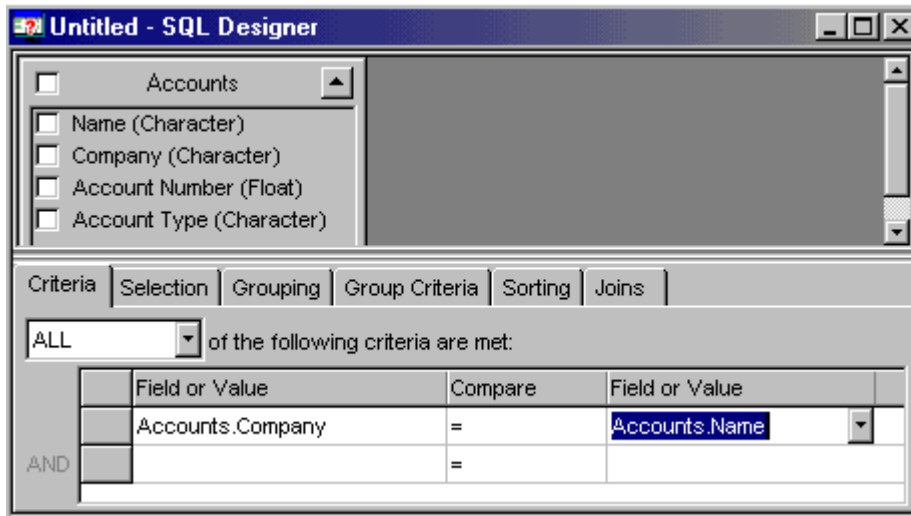 Untitled - SQL Designer
Accounts
Name (Character)
Company (Character)
Account Number (Float)
Account Type (Character)
Criteria Selection Grouping Group Criteria Sorting Joins
ALL of the following criteria are met:
Field or Value Compare Field or Value
Accounts.Company = Accounts.Name
AND =